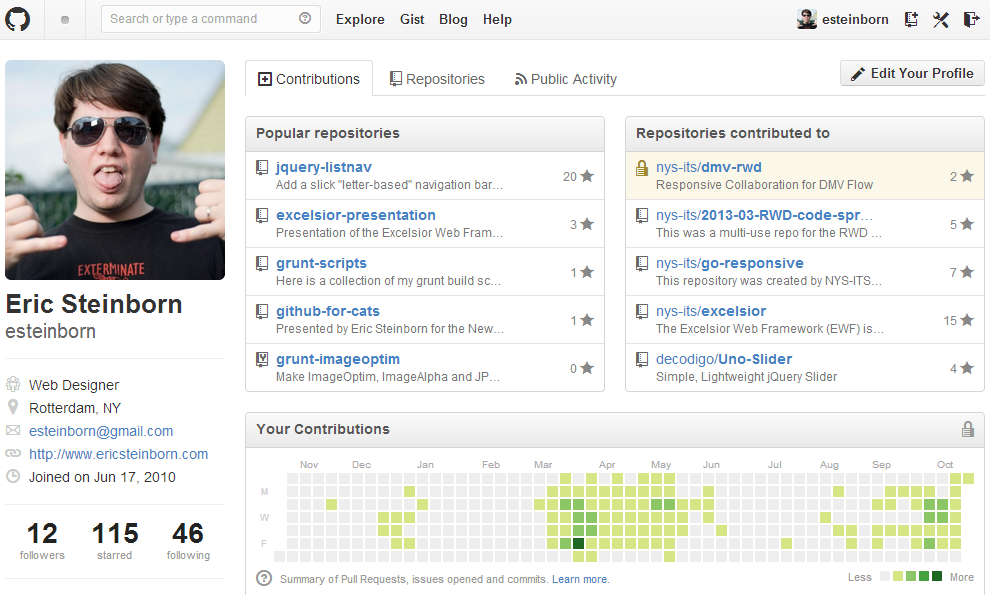 Search or type a command
Explore Gist Blog Help
esteinborn
Contributions
Repositories
Public Activity
Edit Your Profile
EXTERMINATE
Eric Steinborn
esteinborn
Web Designer
Rotterdam, NY
esteinborn@gmail.com
http://www.ericsteinborn.com
Joined on Jun 17, 2010
12 115 46
followers starred following
Popular repositories
jquery-listnav
Add a slick "letter-based" navigation bar…
20
excelsior-presentation
Presentation of the Excelsior Web Fram…
3
grunt-scripts
Here is a collection of my grunt build sc…
1
github-for-cats
Presented by Eric Steinborn for the New…
1
grunt-imageoptim
Make ImageOptim, ImageAlpha and JP…
0
Repositories contributed to
nys-its/dmv-rwd
Responsive Collaboration for DMV Flow
2
nys-its/2013-03-RWD-code-spr…
This was a multi-use repo for the RWD …
5
nys-its/go-responsive
This repository was created by NYS-ITS…
7
nys-its/excelsior
The Excelsior Web Framework (EWF) is…
15
decodigo/Uno-Slider
Simple, Lightweight jQuery Slider
4
Your Contributions
Nov Dec Jan Feb Mar Apr May Jun Jul Aug Sep Oct
M
W
F
Summary of Pull Requests, issues opened and commits. Learn more.
Less More